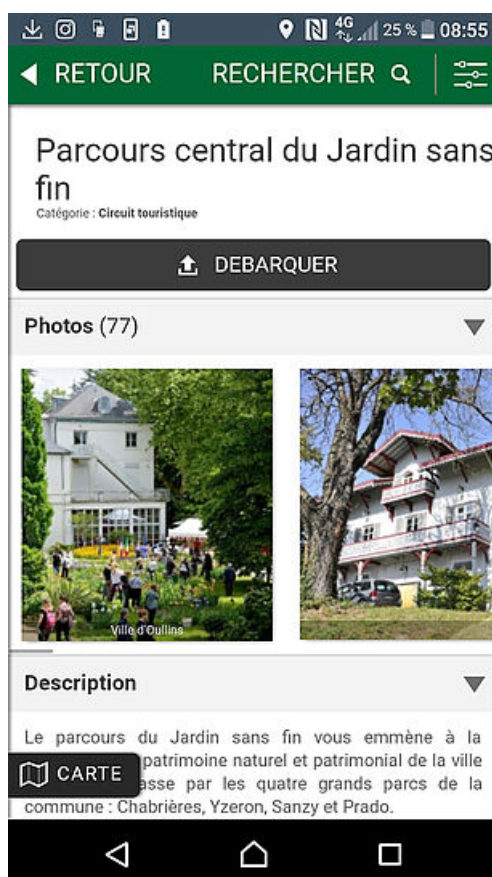 4G 25 % 08:55
RETOUR RECHERCHER
Parcours central du Jardin sans
fin
Catégorie : Circuit touristique
DEBARQUER
Photos (77)
Ville d'Oullins
Description
Le parcours du Jardin sans fin vous emmène à la
patrimoine naturel et patrimonial de la ville
CARTE
asse par les quatre grands parcs de la
commune : Chabrières, Yzeron, Sanzy et Prado.